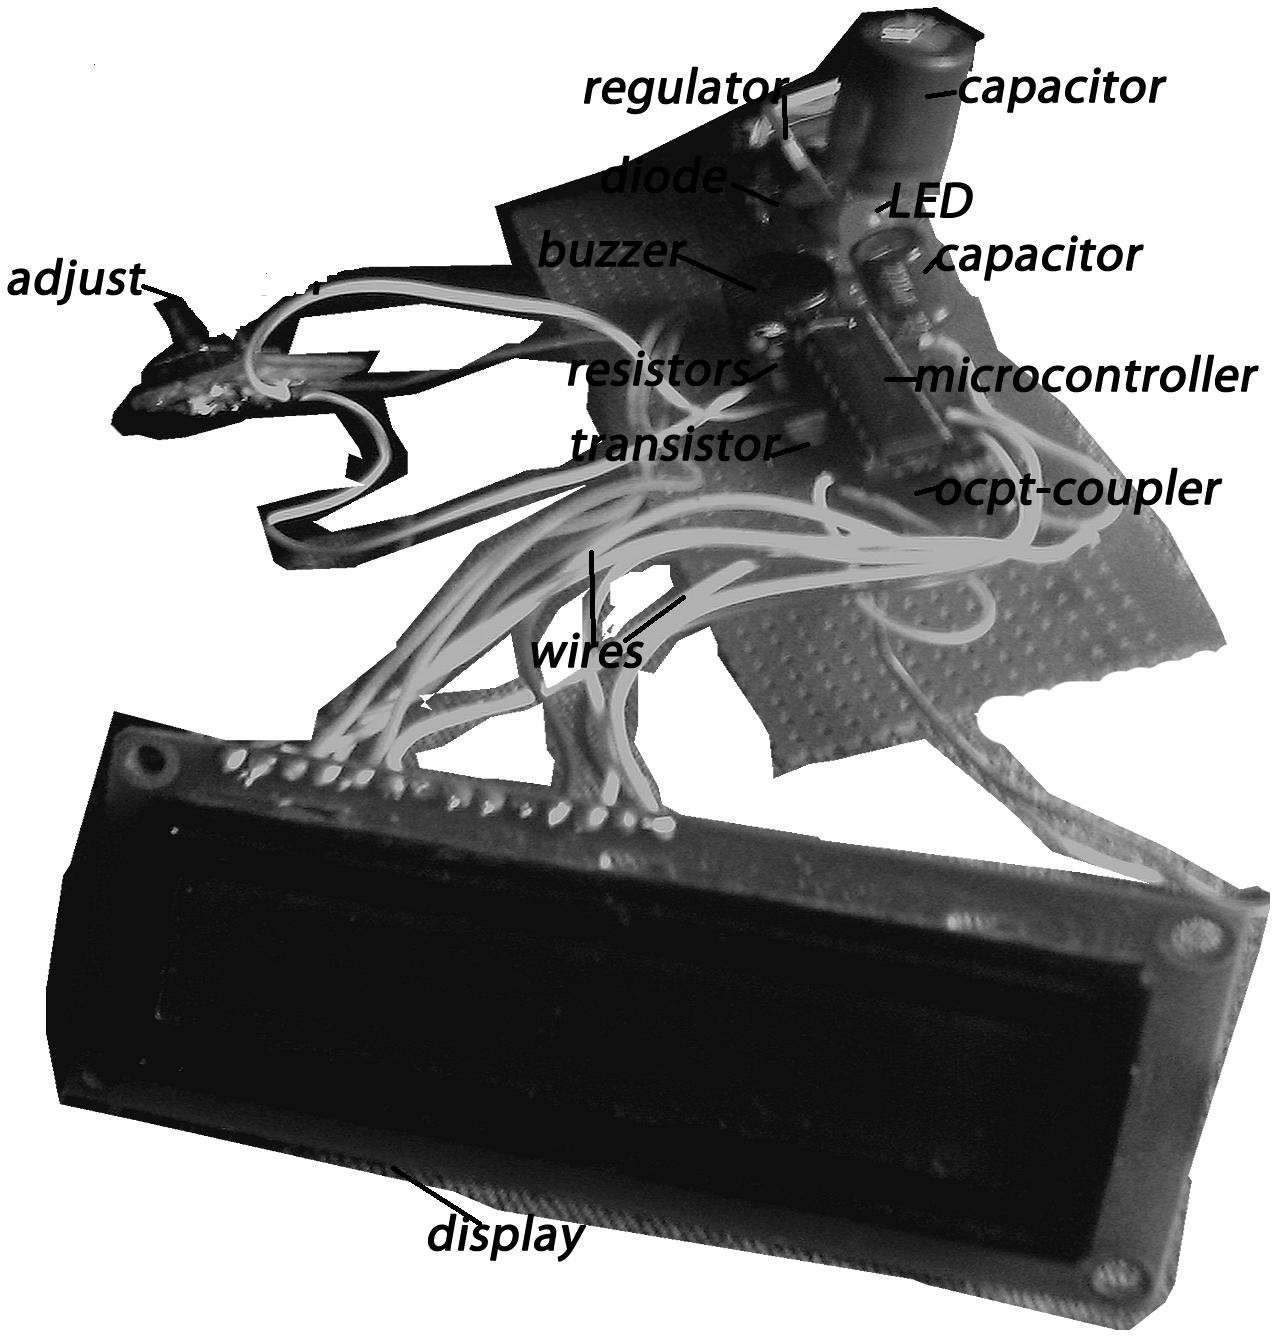 regulator
capacitor
diode
LED
buzzer
capacitor
adjust
resistors
microcontroller
transistor
ocpt-coupler
wires
display